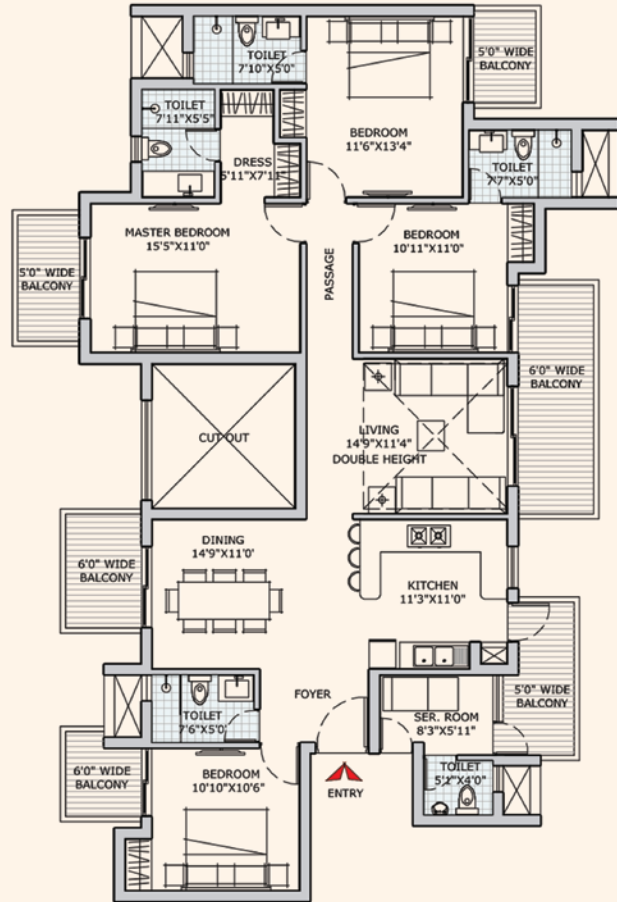 TOILET
7'10"X5'0"
5'0" WIDE
BALCONY
TOILET
7'11"X5'5"
BEDROOM
11'6"X13'4"
DRESS
5'11"X7'11"
TOILET
7'7"X5'0"
MASTER BEDROOM
15'5"X11'0"
BEDROOM
10'11"X11'0"
5'0" WIDE
BALCONY
PASSAGE
6'0" WIDE
BALCONY
CUT OUT
LIVING
14'9"X11'4"
DOUBLE HEIGHT
DINING
14'9"X11'0'
6'0" WIDE
BALCONY
KITCHEN
11'3"X11'0"
FOYER
TOILET
7'6"X5'0"
SER. ROOM
8'3"X5'11"
5'0" WIDE
BALCONY
6'0" WIDE
BALCONY
BEDROOM
10'10"X10'6"
TOILET
5'1"X4'0"
ENTRY